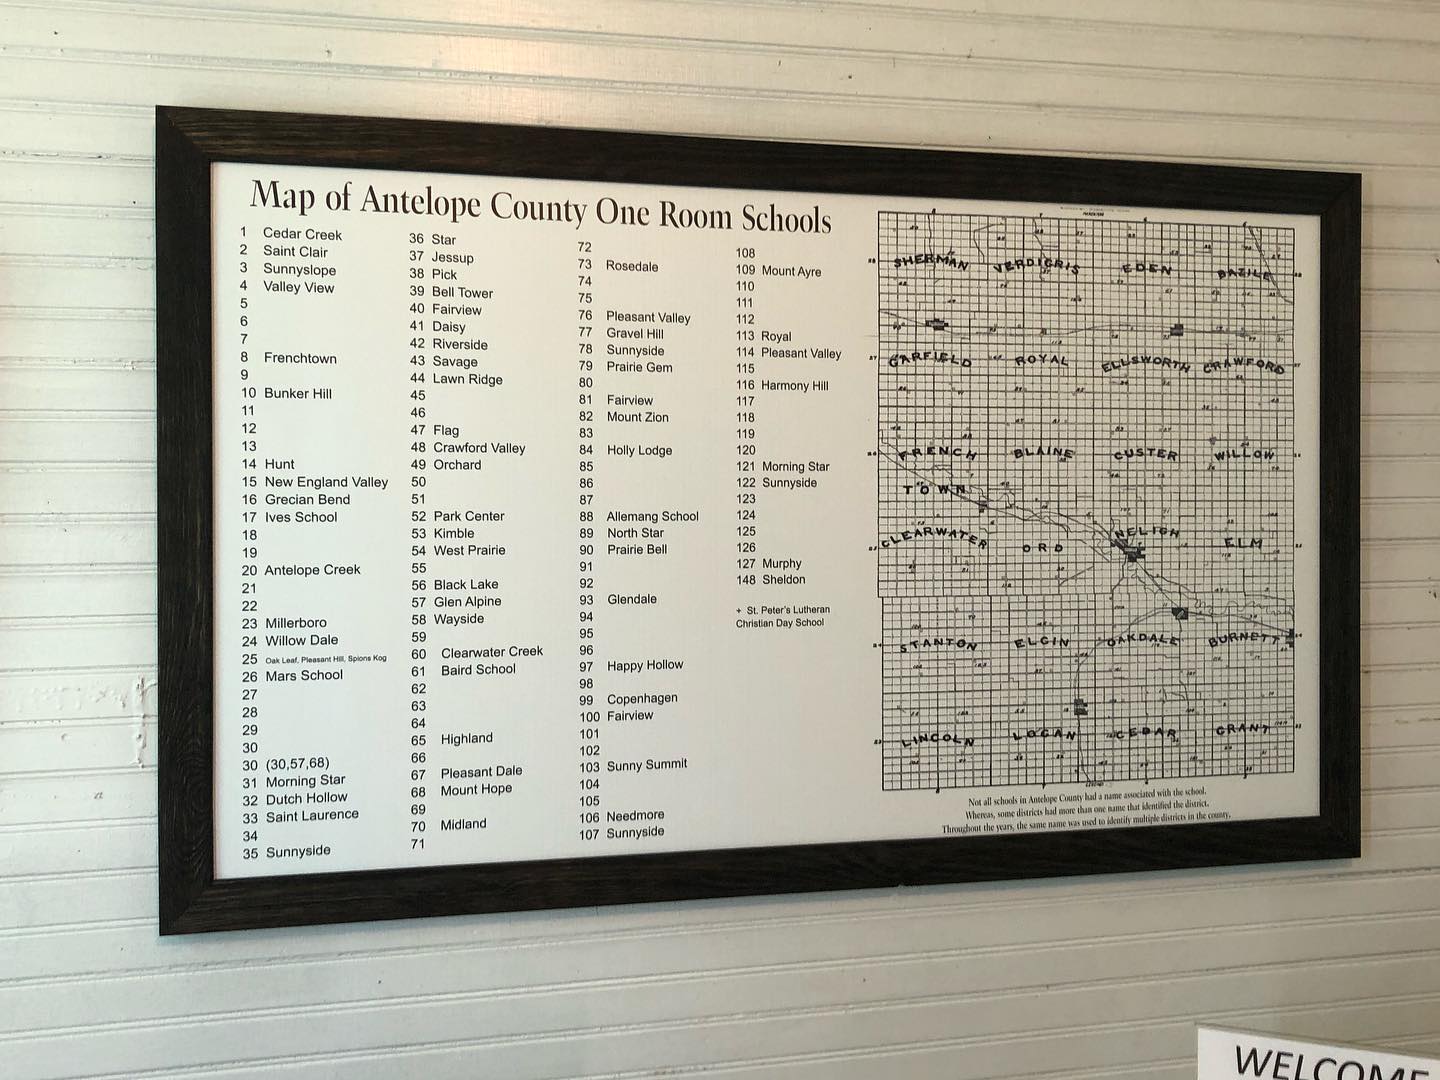 Map of Antelope County One Room Schools
1 Cedar Creek
2 Saint Clair
3 Sunnyslope
4 Valley View
5
6
7
8 Frenchtown
9
10 Bunker Hill
11
12
13
14 Hunt
15 New England Valley
16 Grecian Bend
17 Ives School
18
19
20 Antelope Creek
21
22
23 Millerboro
24 Willow Dale
25 Oak Leaf, Pleasant Hill, Spions Kog
26 Mars School
27
28
29
30
30 (30,57,68)
31 Morning Star
32 Dutch Hollow
33 Saint Laurence
34
35 Sunnyside
36 Star
37 Jessup
38 Pick
39 Bell Tower
40 Fairview
41 Daisy
42 Riverside
43 Savage
44 Lawn Ridge
45
46
47 Flag
48 Crawford Valley
49 Orchard
50
51
52 Park Center
53 Kimble
54 West Prairie
55
56 Black Lake
57 Glen Alpine
58 Wayside
59
60 Clearwater Creek
61 Baird School
62
63
64
65 Highland
66
67 Pleasant Dale
68 Mount Hope
69
70 Midland
71
72
73 Rosedale
74
75
76 Pleasant Valley
77 Gravel Hill
78 Sunnyside
79 Prairie Gem
80
81 Fairview
82 Mount Zion
83
84 Holly Lodge
85
86
87
88 Allemang School
89 North Star
90 Prairie Bell
91
92
93 Glendale
94
95
96
97 Happy Hollow
98
99 Copenhagen
100 Fairview
101
102
103 Sunny Summit
104
105
106 Needmore
107 Sunnyside
108
109 Mount Ayre
110
111
112
113 Royal
114 Pleasant Valley
115
116 Harmony Hill
117
118
119
120
121 Morning Star
122 Sunnyside
123
124
125
126
127 Murphy
148 Sheldon
+ St. Peter's Lutheran
Christian Day School
SHERMAN VERDIGRIS EDEN BAZILE
GARFIELD ROYAL ELLSWORTH CRAWFORD
FRENCH BLAINE CUSTER WILLOW
TOWN
CLEARWATER ORD NELIGH ELM
STANTON ELGIN OAKDALE BURNETT
LINCOLN LOGAN CEDAR GRANT
Not all schools in Antelope County had a name associated with the school.
Whereas, some districts had more than one name that identified the district.
Throughout the years, the same name was used to identify multiple districts in the county.
WELCOME